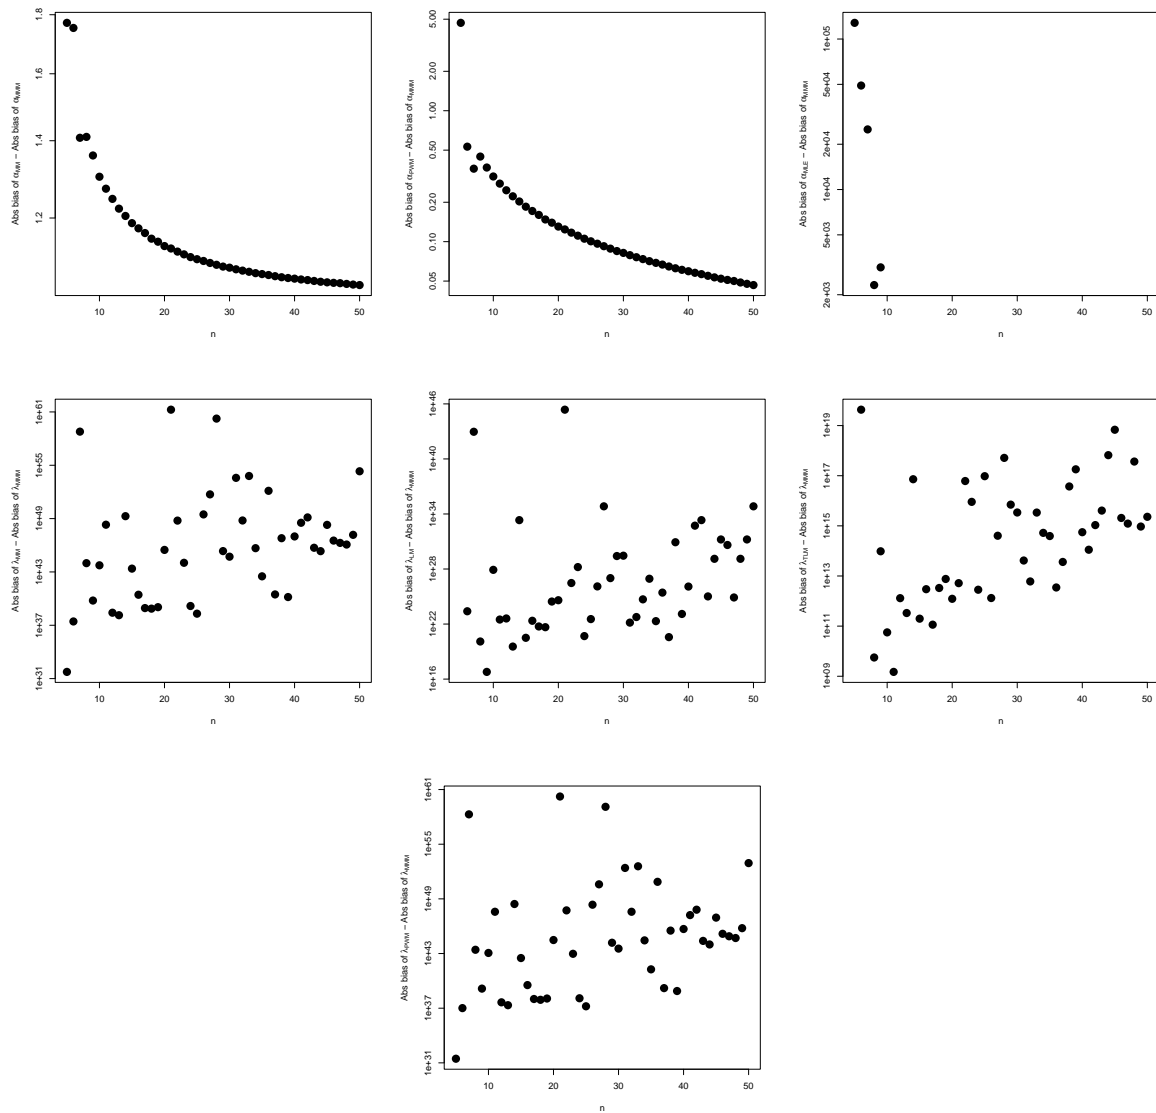 1.8
1.6
1.4
1.2
Abs bias of α_MM − Abs bias of α_MMM
10 20 30 40 50
n
5.00
2.00
1.00
0.50
0.20
0.10
0.05
Abs bias of α_PWM − Abs bias of α_MMM
10 20 30 40 50
n
1e+05
5e+04
2e+04
1e+04
5e+03
2e+03
Abs bias of α_MLE − Abs bias of α_MMM
10 20 30 40 50
n
1e+61
1e+55
1e+49
1e+43
1e+37
1e+31
Abs bias of λ_MM − Abs bias of λ_MMM
10 20 30 40 50
n
1e+46
1e+40
1e+34
1e+28
1e+22
1e+16
Abs bias of λ_LM − Abs bias of λ_MMM
10 20 30 40 50
n
1e+19
1e+17
1e+15
1e+13
1e+11
1e+09
Abs bias of λ_TLM − Abs bias of λ_MMM
10 20 30 40 50
n
1e+61
1e+55
1e+49
1e+43
1e+37
1e+31
Abs bias of λ_PWM − Abs bias of λ_MMM
10 20 30 40 50
n